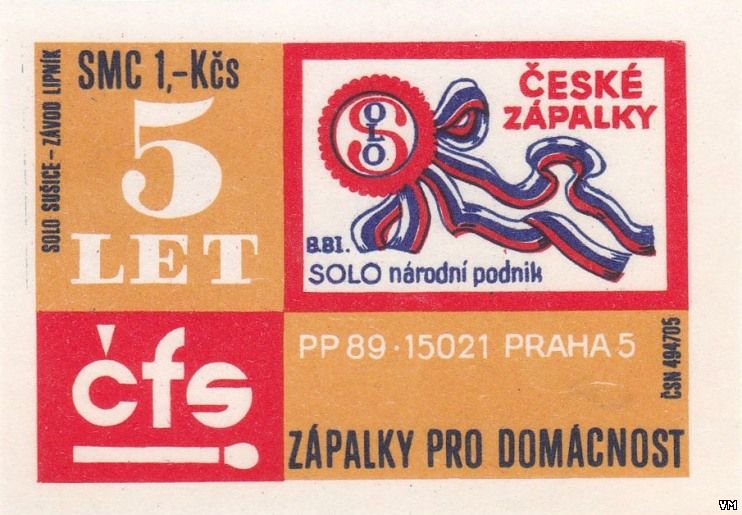 SOLO SUŠICE – ZÁVOD LIPNÍK
SMC 1,-Kčs
5
LET
SOLO
ČESKÉ
ZÁPALKY
B.BI.
SOLO národní podnik
čfs
PP 89 · 15021 PRAHA 5
ČSN 494705
ZÁPALKY PRO DOMÁCNOST
VM